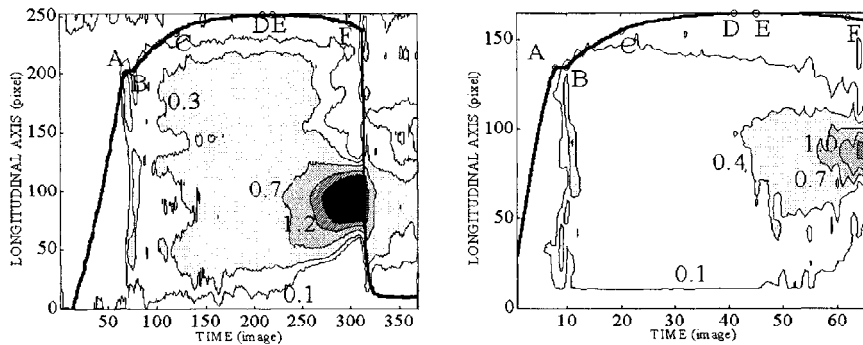 250
200
150
100
50
0
LONGITUDINAL AXIS (pixel)
A
B
C
D
E
F
0.3
0.7
1.2
0.1
50
100
150
200
250
300
350
TIME (image)
150
100
50
0
LONGITUDINAL AXIS (pixel)
A
B
C
D
E
F
0.4
1.0
0.7
0.1
10
20
30
40
50
60
TIME (image)